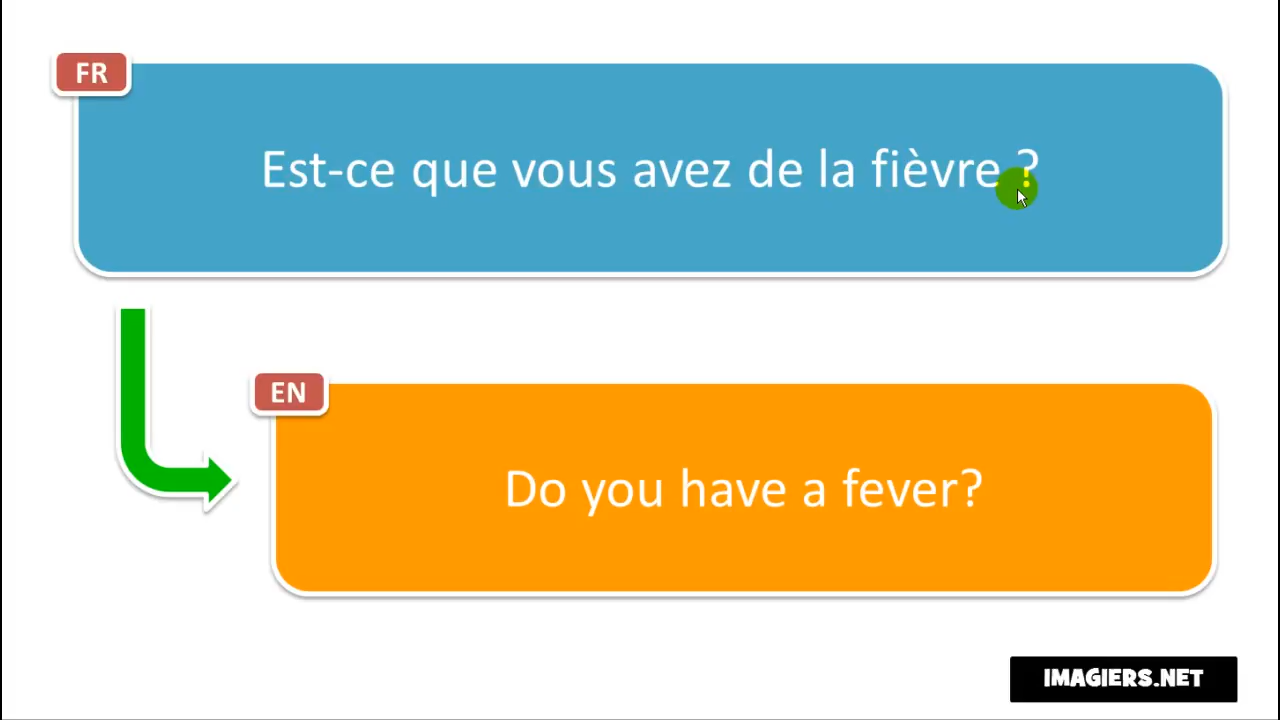 FR
Est-ce que vous avez de la fièvre ?
EN
Do you have a fever?
IMAGIERS.NET